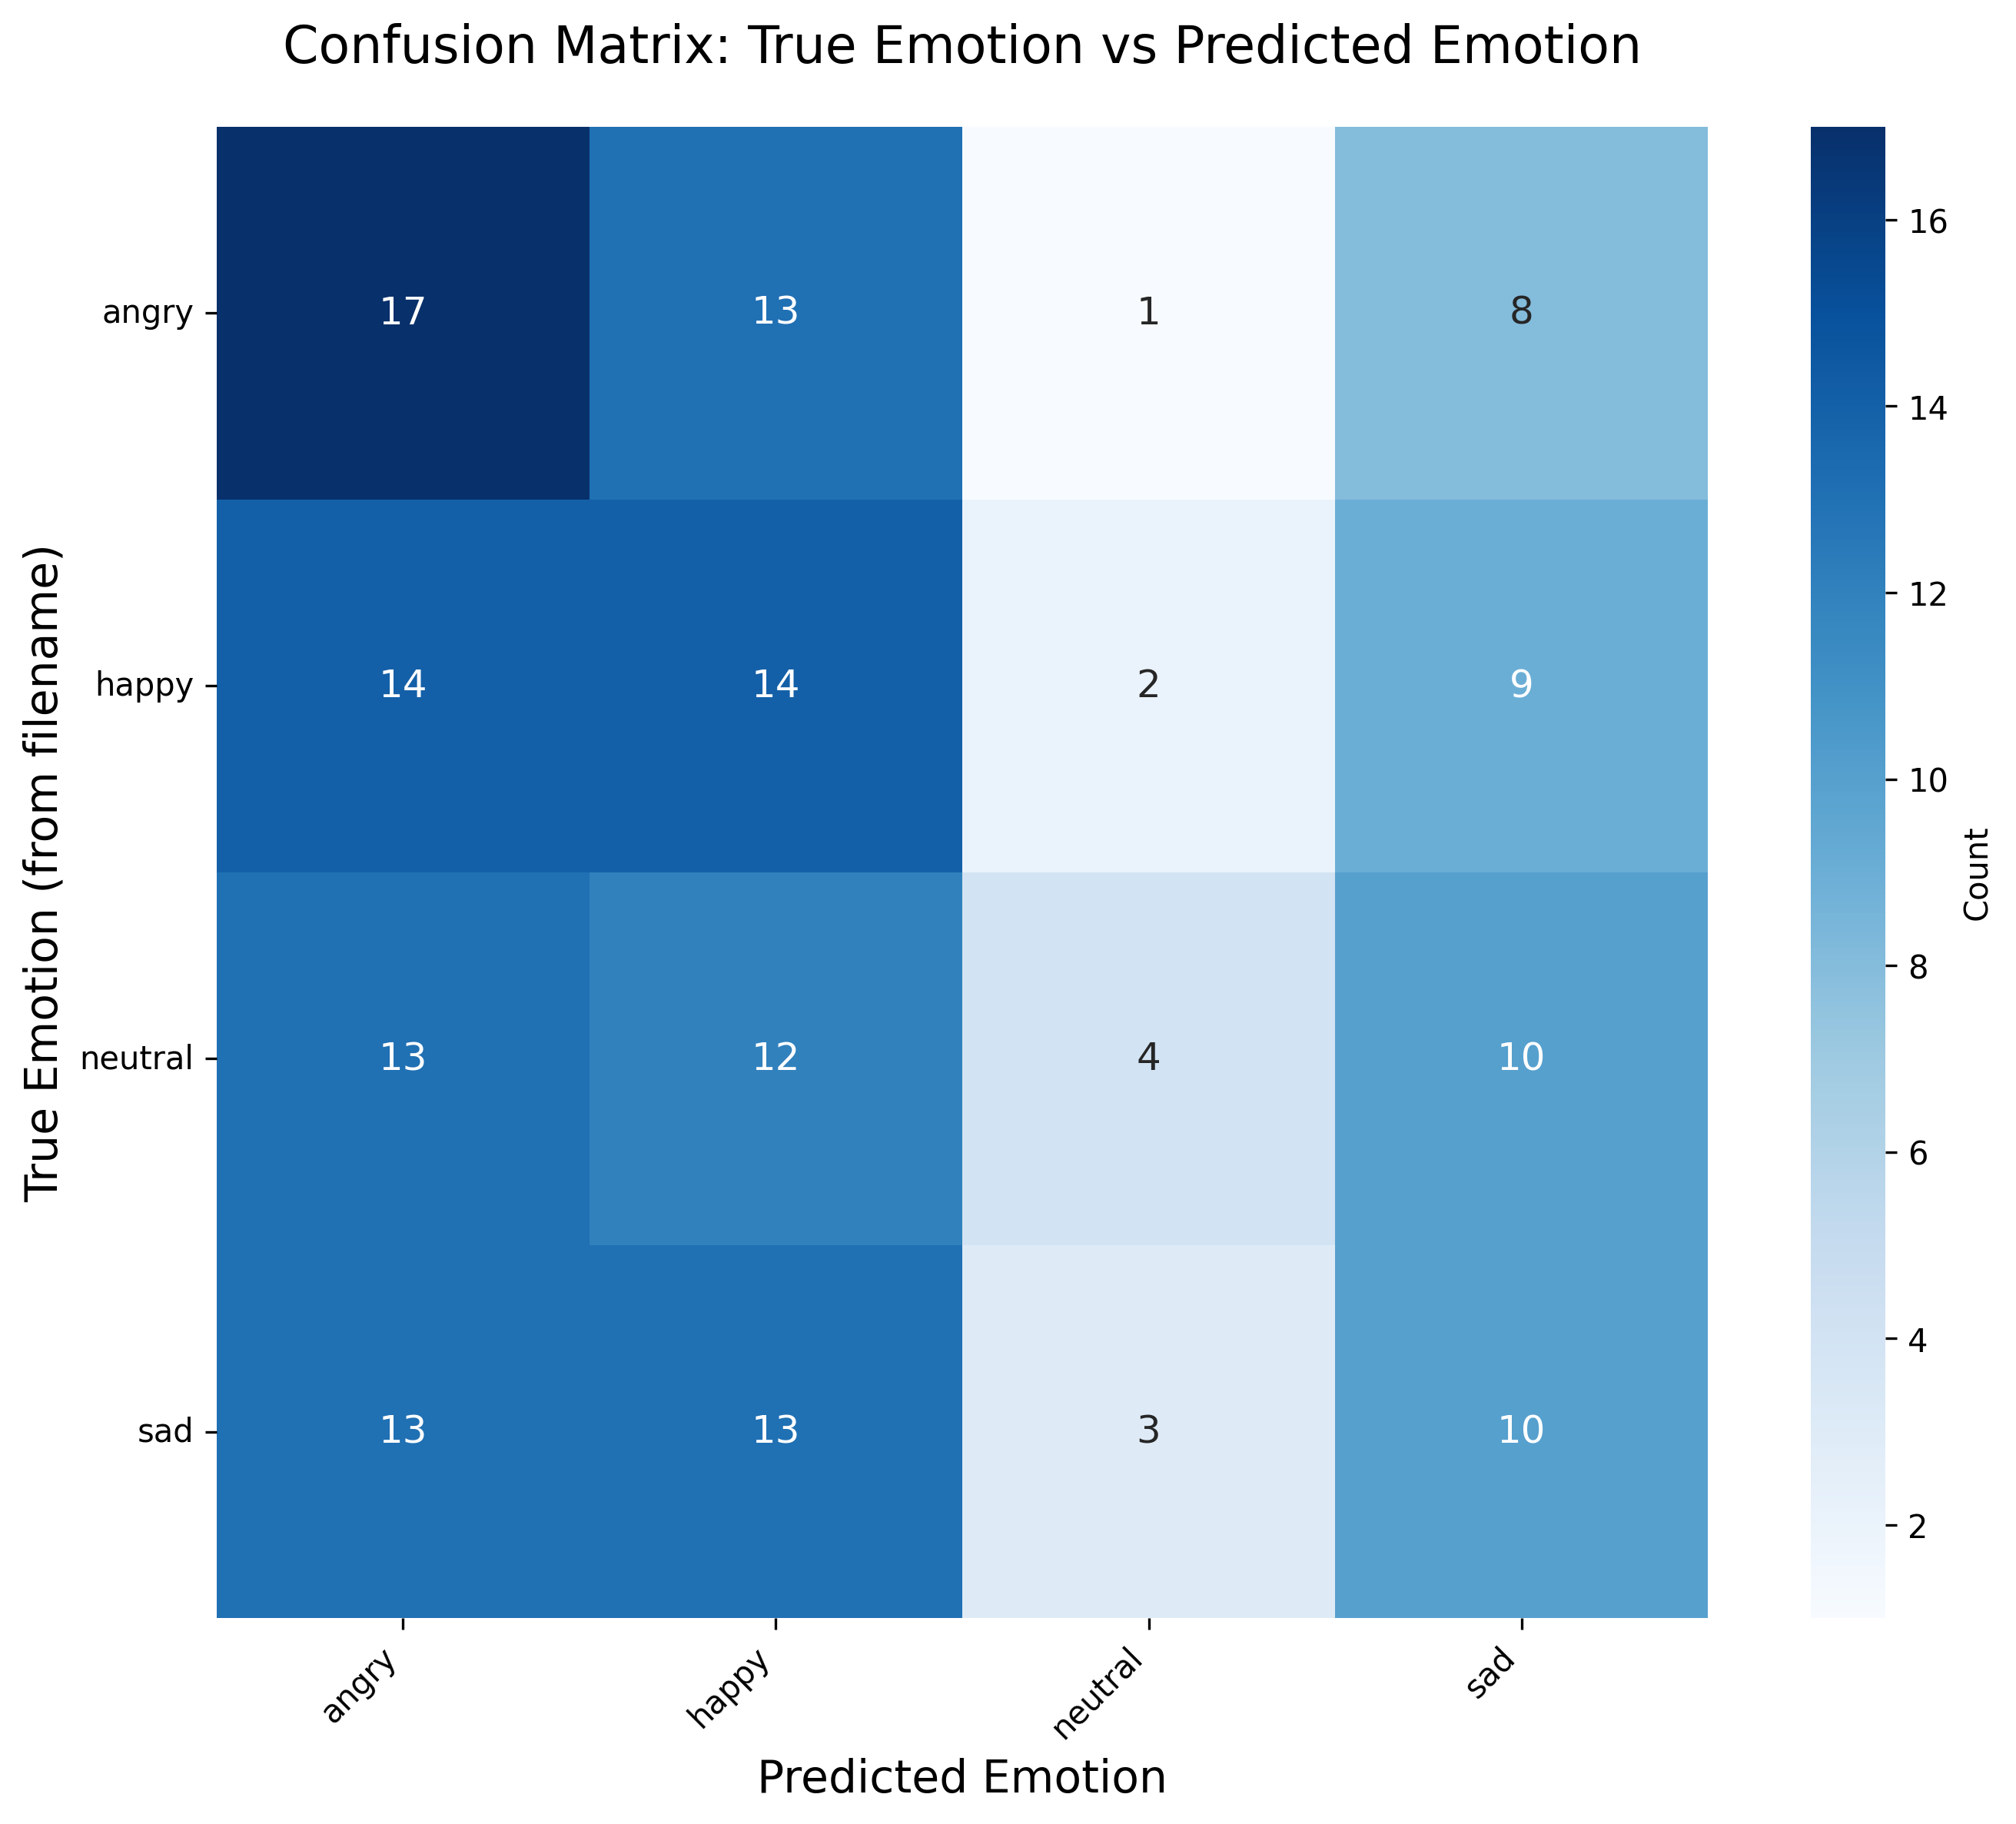 Confusion Matrix: True Emotion vs Predicted Emotion
True Emotion (from filename)
angry 17 13 1 8
happy 14 14 2 9
neutral 13 12 4 10
sad 13 13 3 10
angry happy neutral sad
Predicted Emotion
16
14
12
10
8
6
4
2
Count